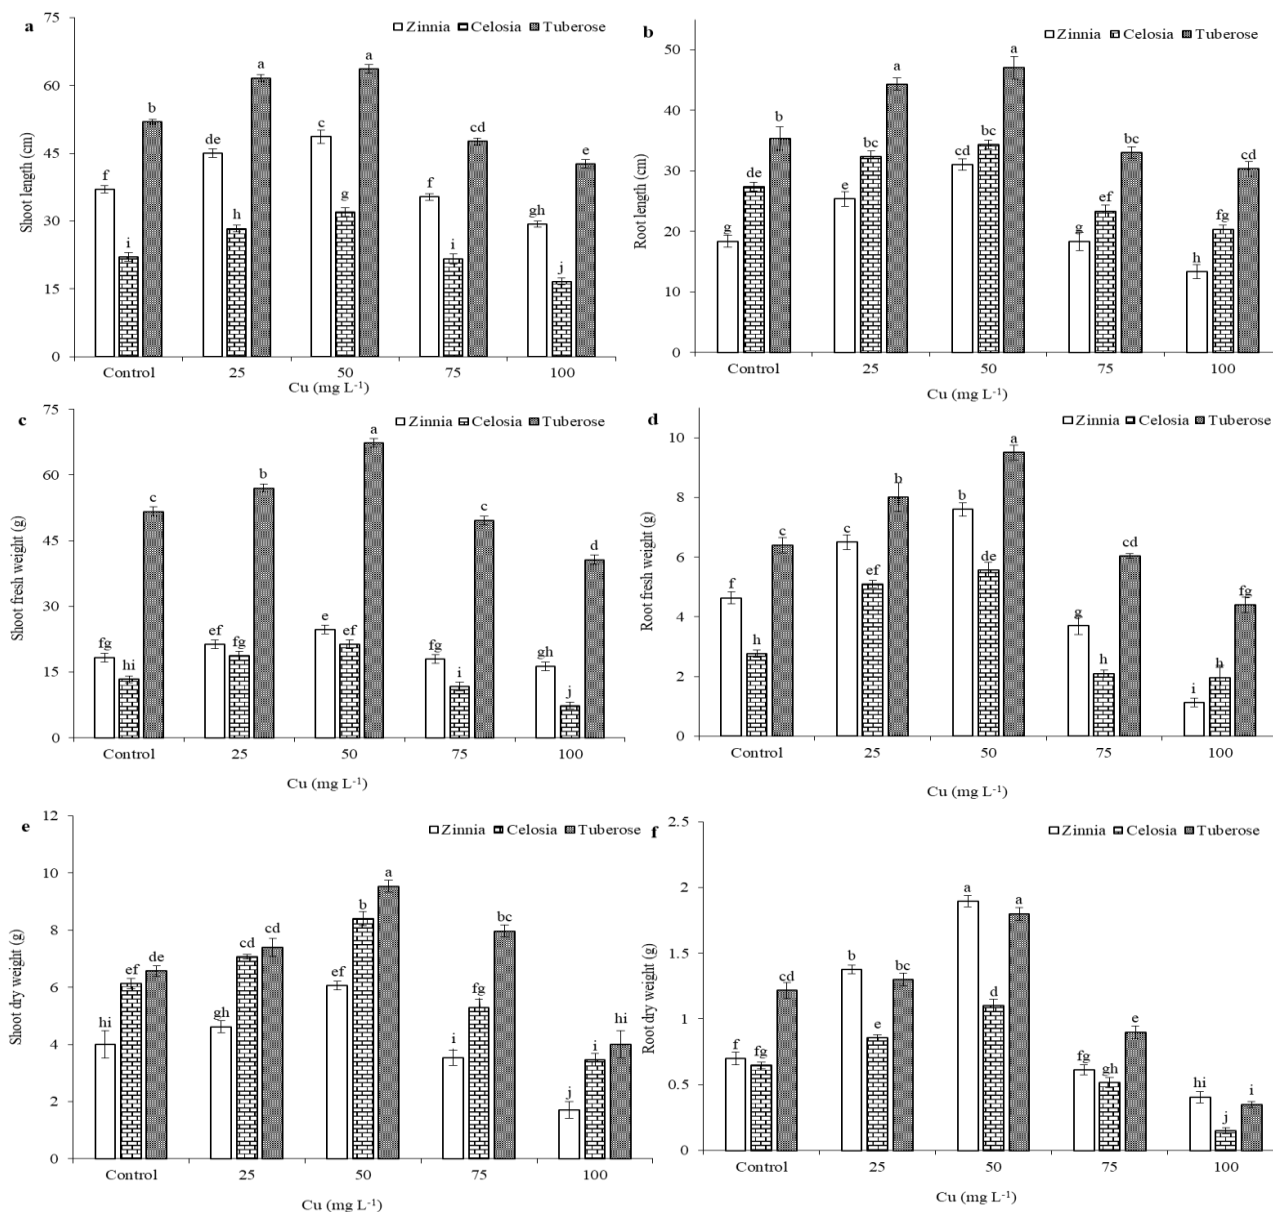 a
Zinnia Celosia Tuberose
Shoot length (cm)
75
60
45
30
15
0
f i b
de h a
c g a
f i cd
gh j e
Control 25 50 75 100
Cu (mg L-1)
b
Zinnia Celosia Tuberose
Root length (cm)
50
40
30
20
10
0
g de b
e bc a
cd bc a
g ef bc
h fg cd
Control 25 50 75 100
Cu (mg L-1)
c
Zinnia Celosia Tuberose
Shoot fresh weight (g)
75
60
45
30
15
0
fg hi c
ef fg b
e ef a
fg i c
gh j d
Control 25 50 75 100
Cu (mg L-1)
d
Zinnia Celosia Tuberose
Root fresh weight (g)
10
8
6
4
2
0
f h c
c ef b
b de a
g h cd
i h fg
Control 25 50 75 100
Cu (mg L-1)
e
Zinnia Celosia Tuberose
Shoot dry weight (g)
12
10
8
6
4
2
0
hi ef de
gh cd cd
ef b a
i fg bc
j i hi
Control 25 50 75 100
Cu (mg L-1)
f
Zinnia Celosia Tuberose
Root dry weight (g)
2.5
2
1.5
1
0.5
0
f fg cd
b e bc
a d a
fg gh e
hi j i
Control 25 50 75 100
Cu (mg L-1)